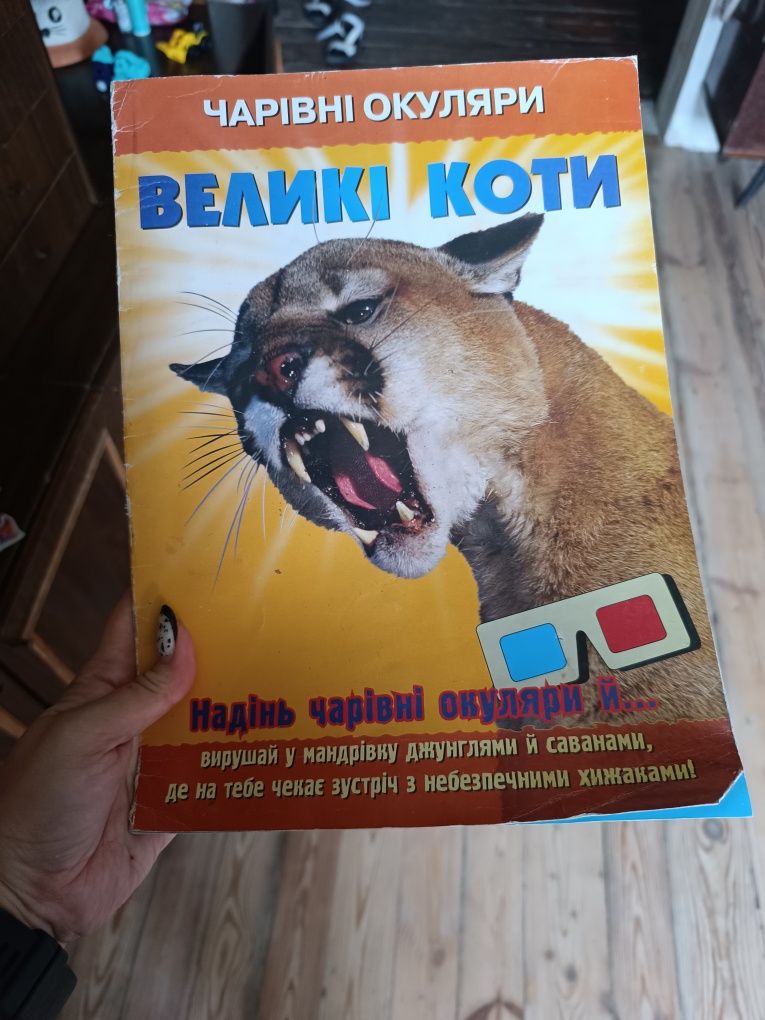 ЧАРІВНІ ОКУЛЯРИ
ВЕЛИКІ КОТИ
Надінь чарівні окуляри й...
вирушай у мандрівку джунглями й саванами,
де на тебе чекає зустріч з небезпечними хижаками!